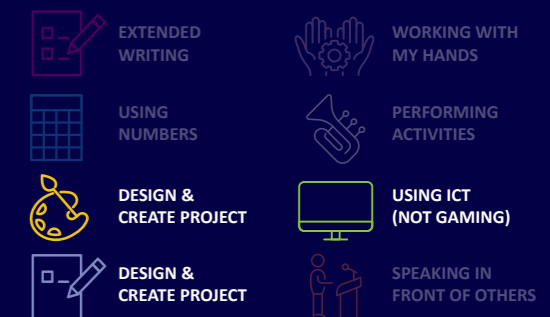 EXTENDED
WRITING
WORKING WITH
MY HANDS
USING
NUMBERS
PERFORMING
ACTIVITIES
DESIGN &
CREATE PROJECT
USING ICT
(NOT GAMING)
DESIGN &
CREATE PROJECT
SPEAKING IN
FRONT OF OTHERS